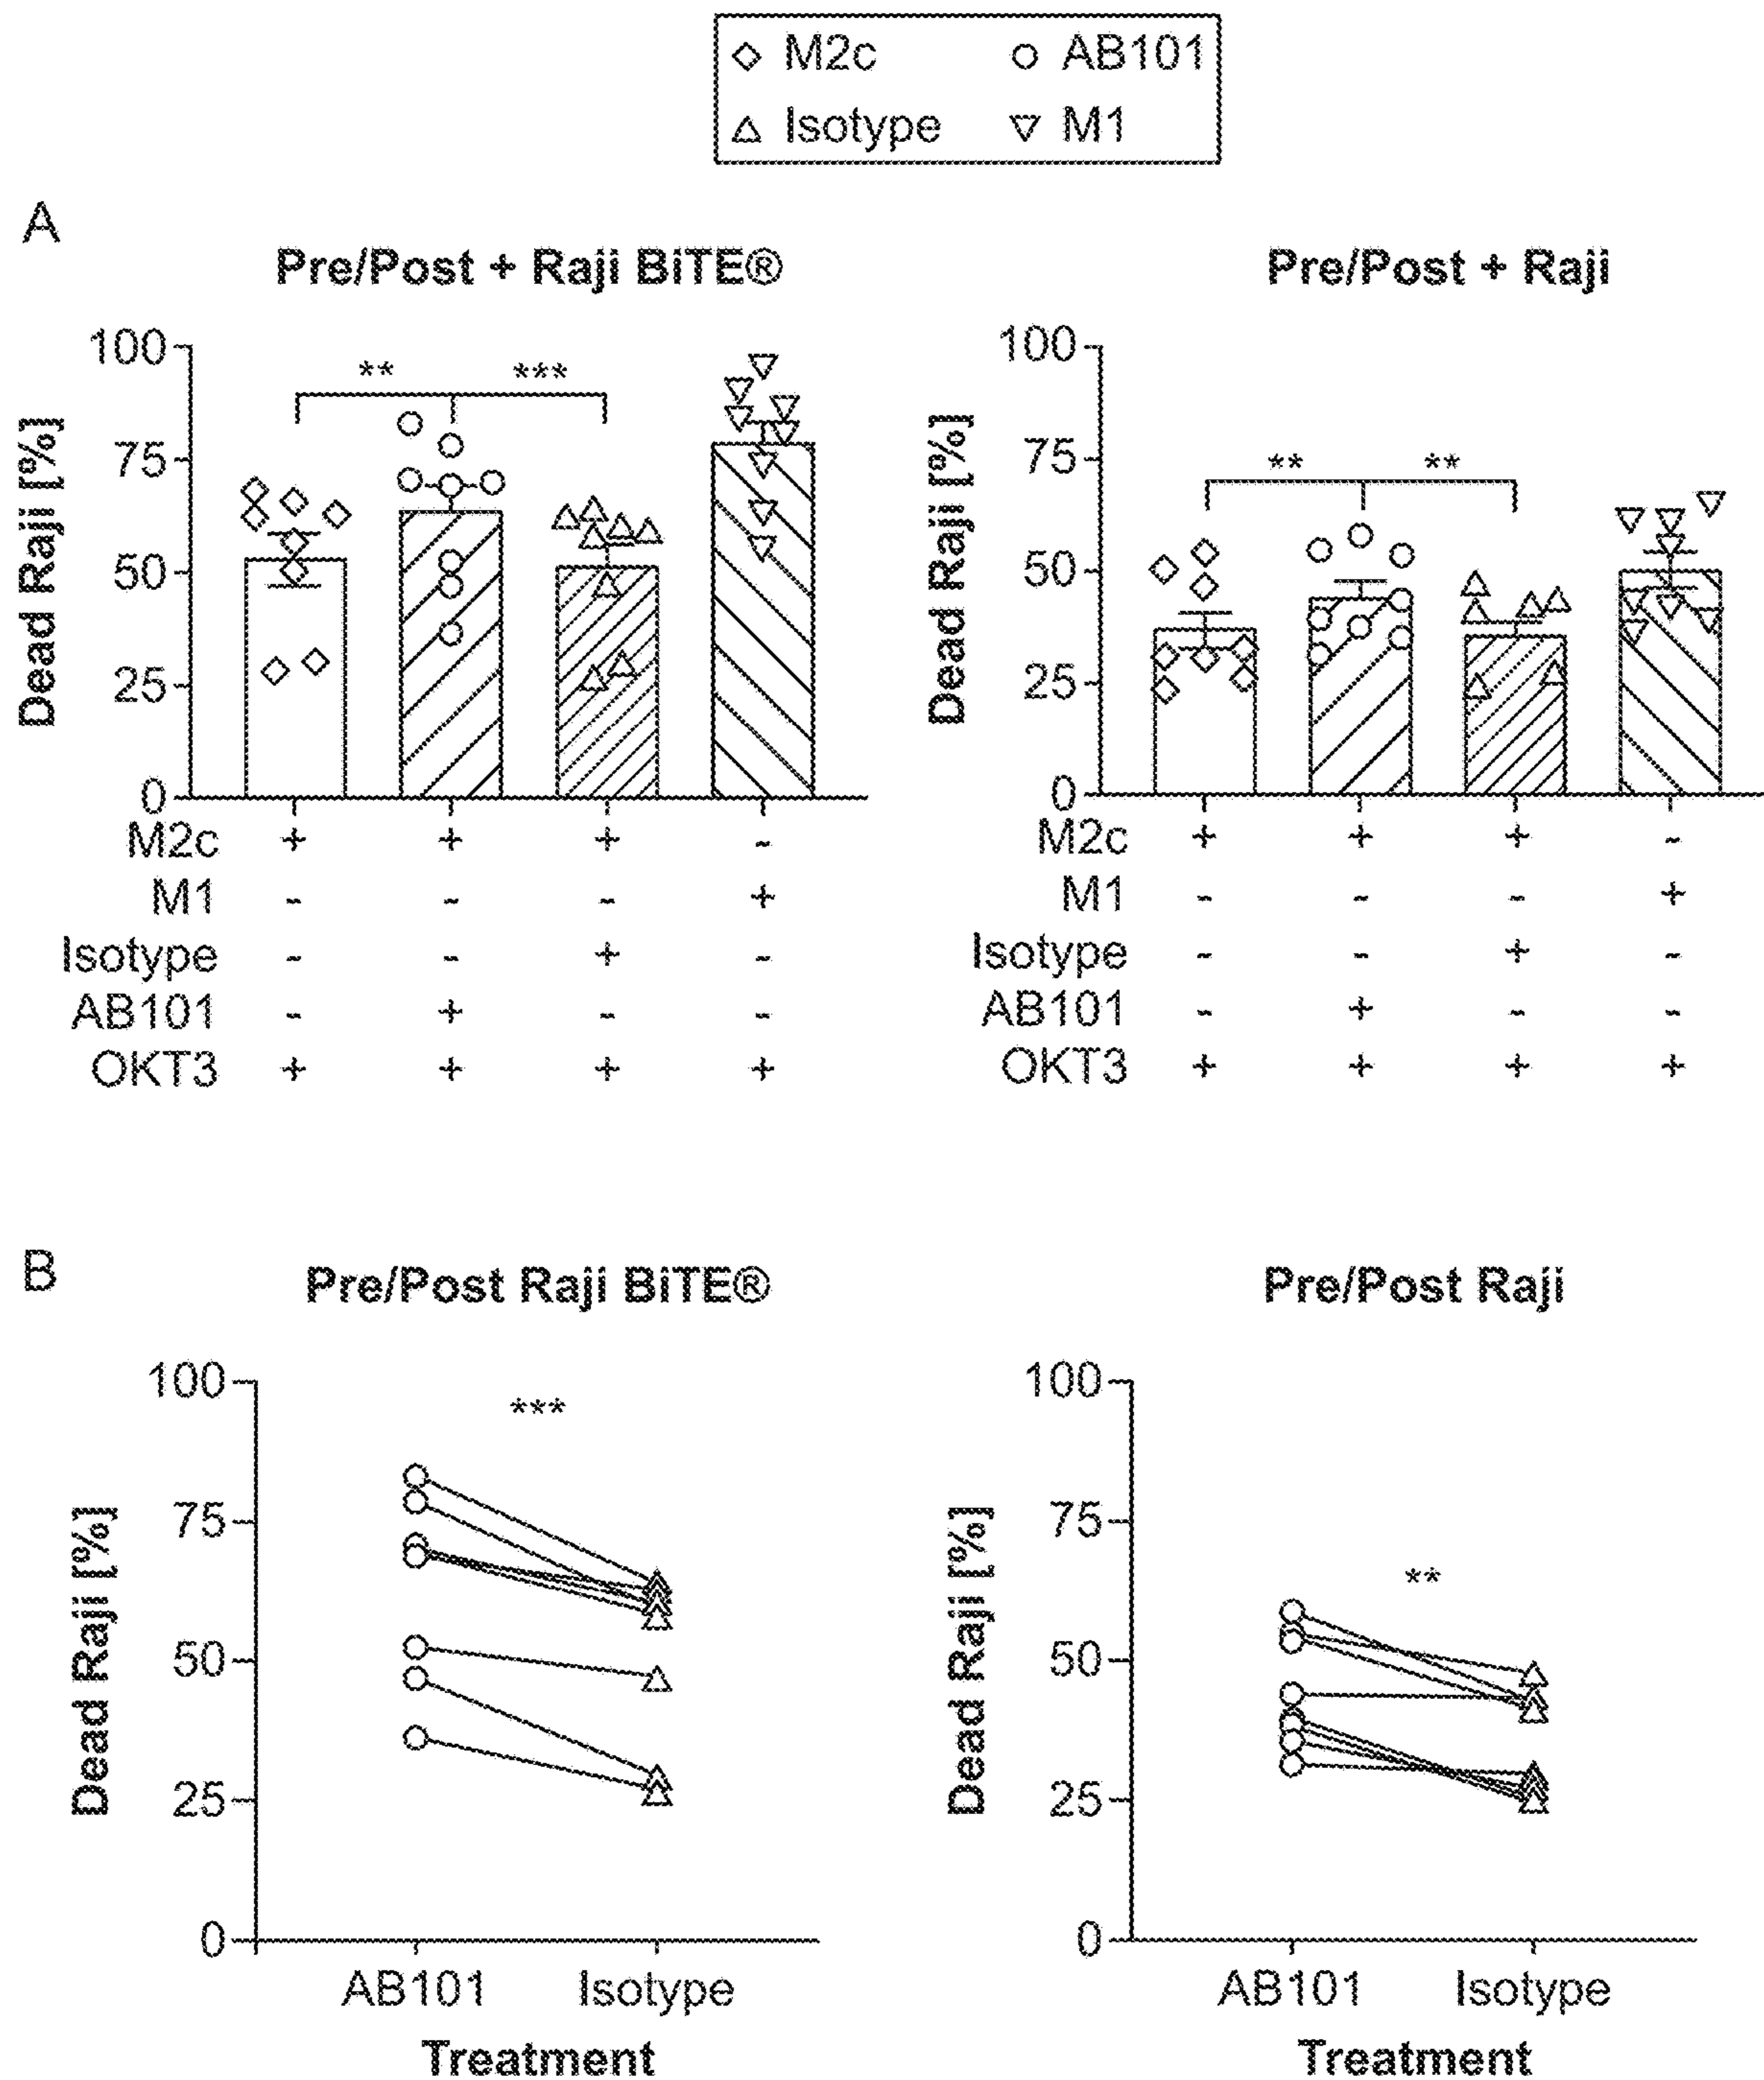 M2c AB101
Isotype M1
A
Pre/Post + Raji BiTE®
Pre/Post + Raji
Dead Raji [%]
100
75
50
25
0
** ***
M2c + + + -
M1 - - - +
Isotype - - + -
AB101 - + - -
OKT3 + + + +
Dead Raji [%]
100
75
50
25
0
** **
M2c + + + -
M1 - - - +
Isotype - - + -
AB101 - + - -
OKT3 + + + +
B
Pre/Post Raji BiTE®
Pre/Post Raji
Dead Raji [%]
100
75
50
25
0
***
AB101 Isotype
Treatment
Dead Raji [%]
100
75
50
25
0
**
AB101 Isotype
Treatment